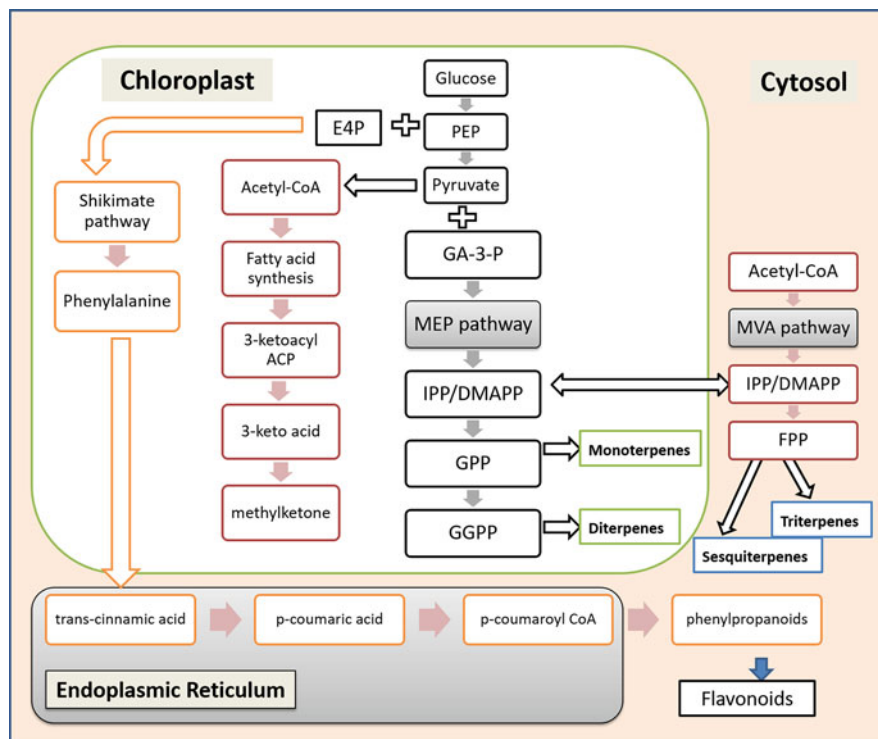 Chloroplast
Cytosol
Glucose
E4P
PEP
Pyruvate
Acetyl-CoA
Shikimate
pathway
Phenylalanine
Fatty acid
synthesis
3-ketoacyl
ACP
3-keto acid
methylketone
GA-3-P
MEP pathway
IPP/DMAPP
GPP
Monoterpenes
GGPP
Diterpenes
Acetyl-CoA
MVA pathway
IPP/DMAPP
FPP
Triterpenes
Sesquiterpenes
trans-cinnamic acid
p-coumaric acid
p-coumaroyl CoA
phenylpropanoids
Endoplasmic Reticulum
Flavonoids